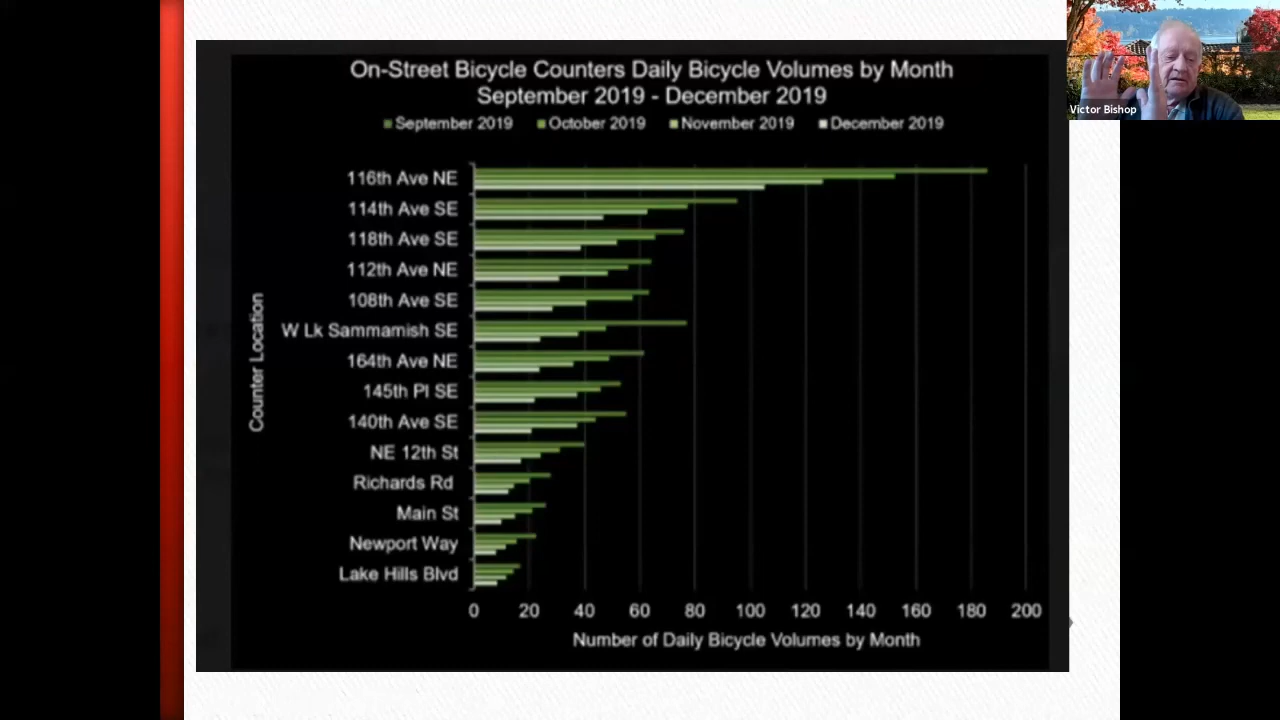 On-Street Bicycle Counters Daily Bicycle Volumes by Month
September 2019 - December 2019
September 2019 October 2019 November 2019 December 2019
Victor Bishop
Counter Location
116th Ave NE
114th Ave SE
118th Ave SE
112th Ave NE
108th Ave SE
W Lk Sammamish SE
164th Ave NE
145th Pl SE
140th Ave SE
NE 12th St
Richards Rd
Main St
Newport Way
Lake Hills Blvd
0 20 40 60 80 100 120 140 160 180 200
Number of Daily Bicycle Volumes by Month